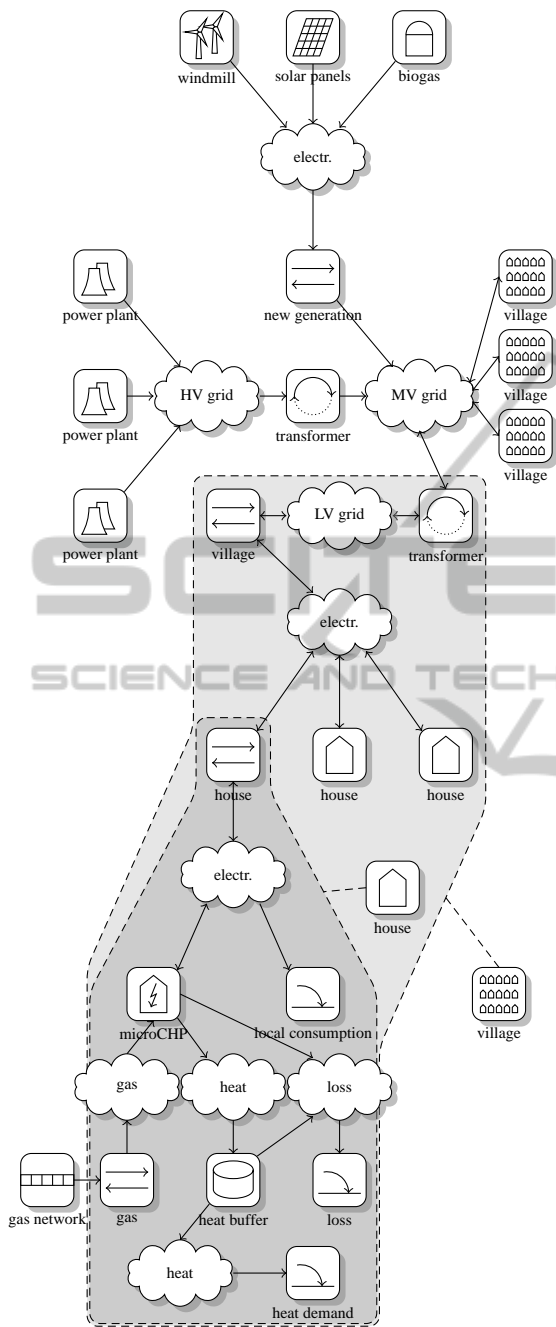 windmill
solar panels
biogas
electr.
new generation
power plant
village
village
village
power plant
HV grid
transformer
MV grid
power plant
village
LV grid
transformer
electr.
SCITE
SCIENCE AND TECH
house
house
house
electr.
house
microCHP
local consumption
village
gas
heat
loss
gas network
gas
heat buffer
loss
heat
heat demand